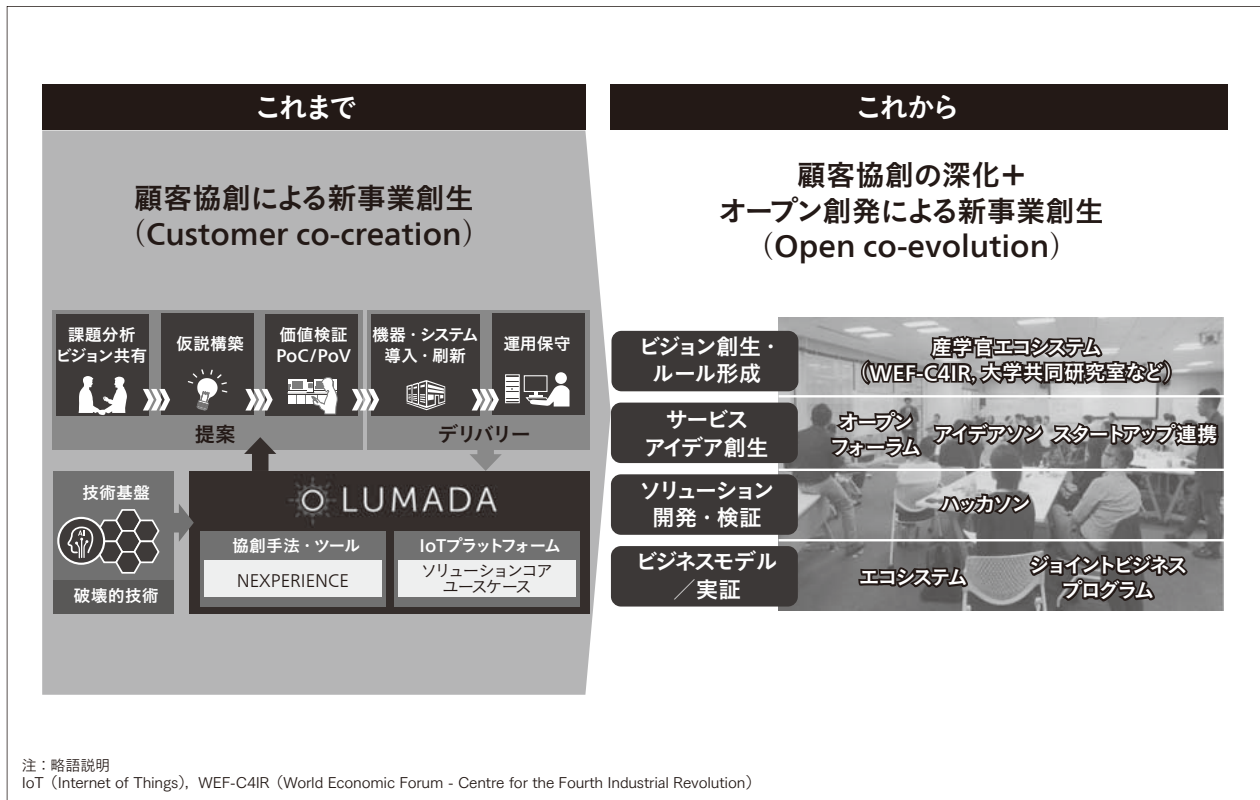 これまで
顧客協創による新事業創生
（Customer co-creation）
課題分析
ビジョン共有
仮説構築
価値検証
PoC/PoV
機器・システム
導入・刷新
運用保守
提案
デリバリー
技術基盤
AI
破壊的技術
LUMADA
協創手法・ツール
NEXPERIENCE
IoTプラットフォーム
ソリューションコア
ユースケース
これから
顧客協創の深化＋
オープン創発による新事業創生
（Open co-evolution）
ビジョン創生・
ルール形成
産学官エコシステム
（WEF-C4IR, 大学共同研究室など）
サービス
アイデア創生
オープン
フォーラム
アイデアソン
スタートアップ連携
ソリューション
開発・検証
ハッカソン
ビジネスモデル
／実証
エコシステム
ジョイントビジネス
プログラム
注：略語説明
IoT（Internet of Things），WEF-C4IR（World Economic Forum - Centre for the Fourth Industrial Revolution）